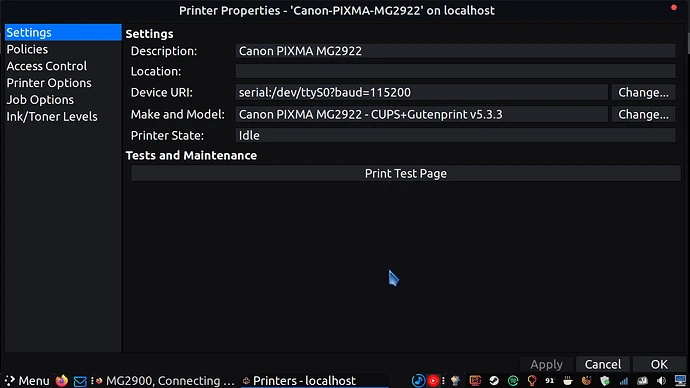 Printer Properties - 'Canon-PIXMA-MG2922' on localhost
Settings
Policies
Access Control
Printer Options
Job Options
Ink/Toner Levels
Settings
Description: Canon PIXMA MG2922
Location:
Device URI: serial:/dev/ttyS0?baud=115200 Change...
Make and Model: Canon PIXMA MG2922 - CUPS+Gutenprint v5.3.3 Change...
Printer State: Idle
Tests and Maintenance
Print Test Page
Apply Cancel OK
Menu MG2900, Connecting ... Printers - localhost 91°